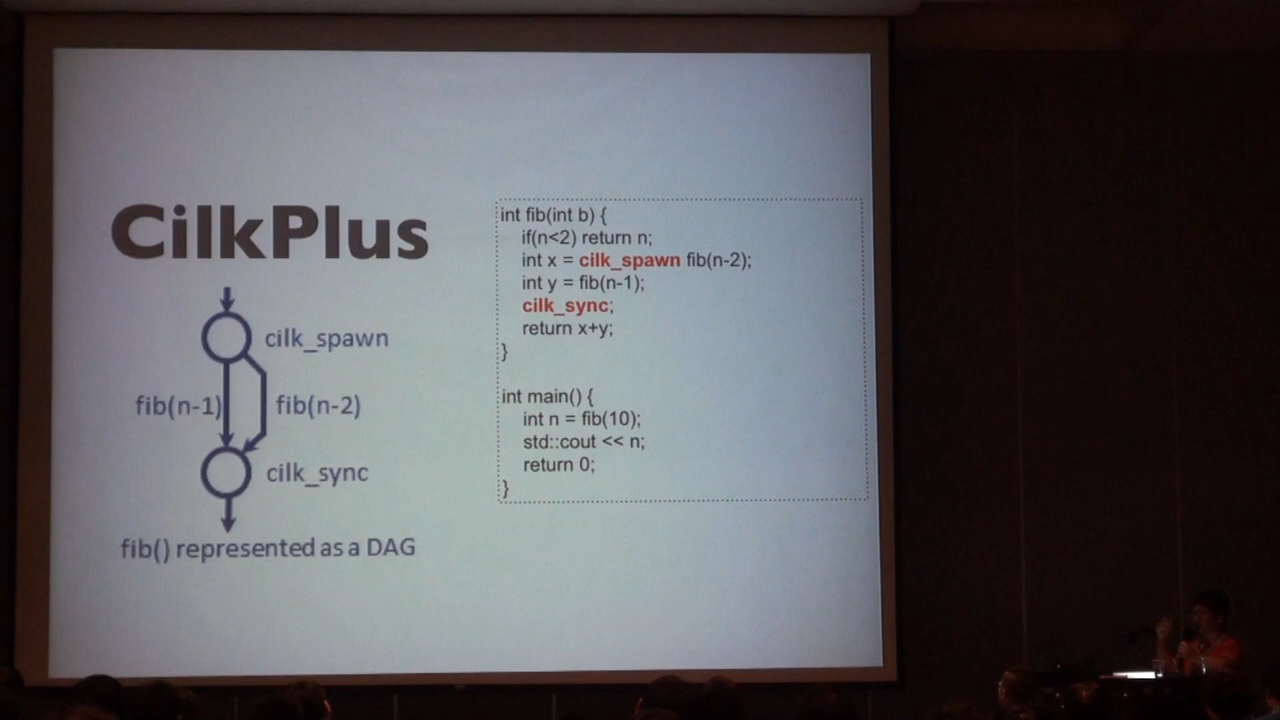 CilkPlus
cilk_spawn
fib(n-1)
fib(n-2)
cilk_sync
fib() represented as a DAG
int fib(int b) {
if(n<2) return n;
int x = cilk_spawn fib(n-2);
int y = fib(n-1);
cilk_sync;
return x+y;
}
int main() {
int n = fib(10);
std::cout << n;
return 0;
}